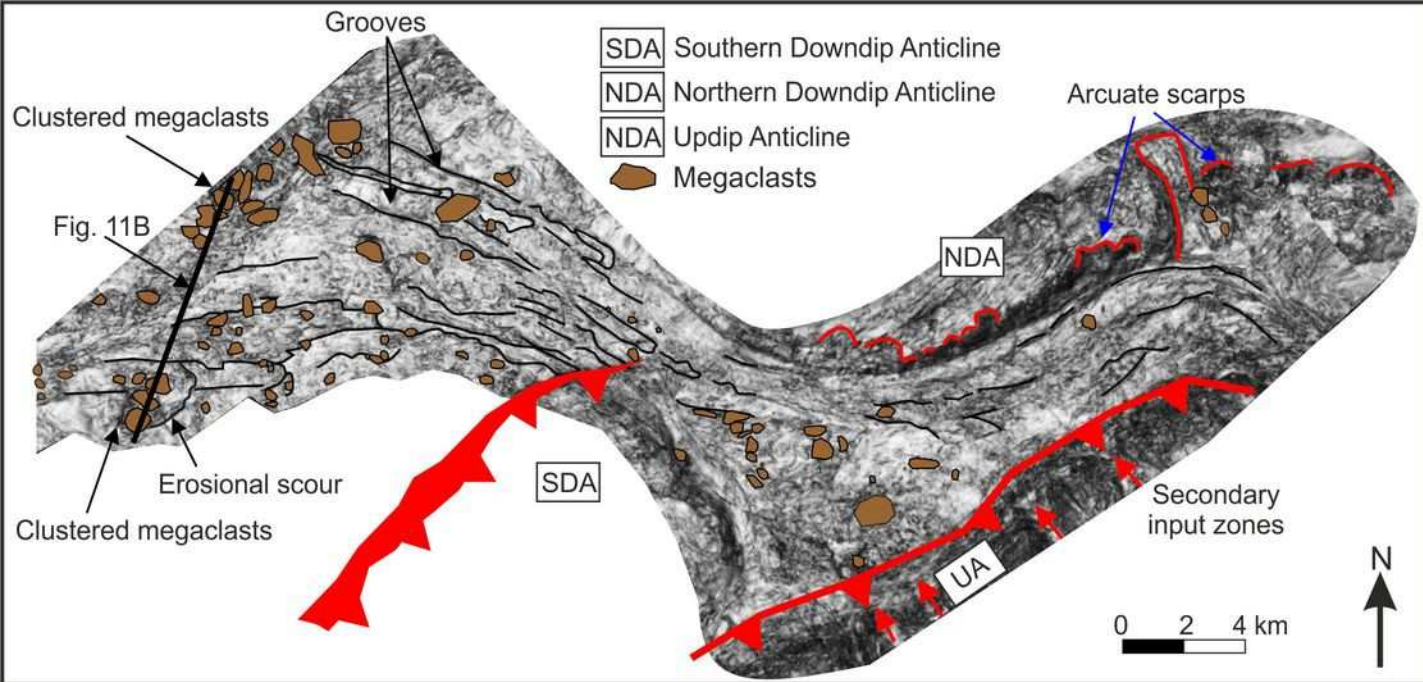 Grooves
SDA Southern Downdip Anticline
NDA Northern Downdip Anticline
NDA Updip Anticline
Megaclasts
Arcuate scarps
Clustered megaclasts
Fig. 11B
NDA
SDA
Erosional scour
Clustered megaclasts
Secondary
input zones
UA
N
0 2 4 km